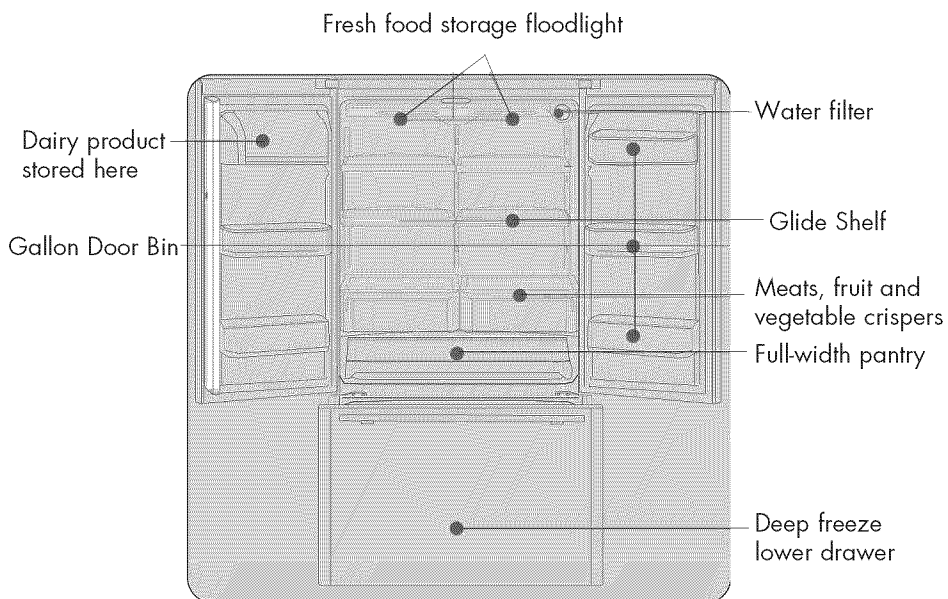 Fresh food storage floodlight
Water filter
Dairy product
stored here
Glide Shelf
Gallon Door Bin
Meats, fruit and
vegetable crispers
Full-width pantry
Deep freeze
lower drawer